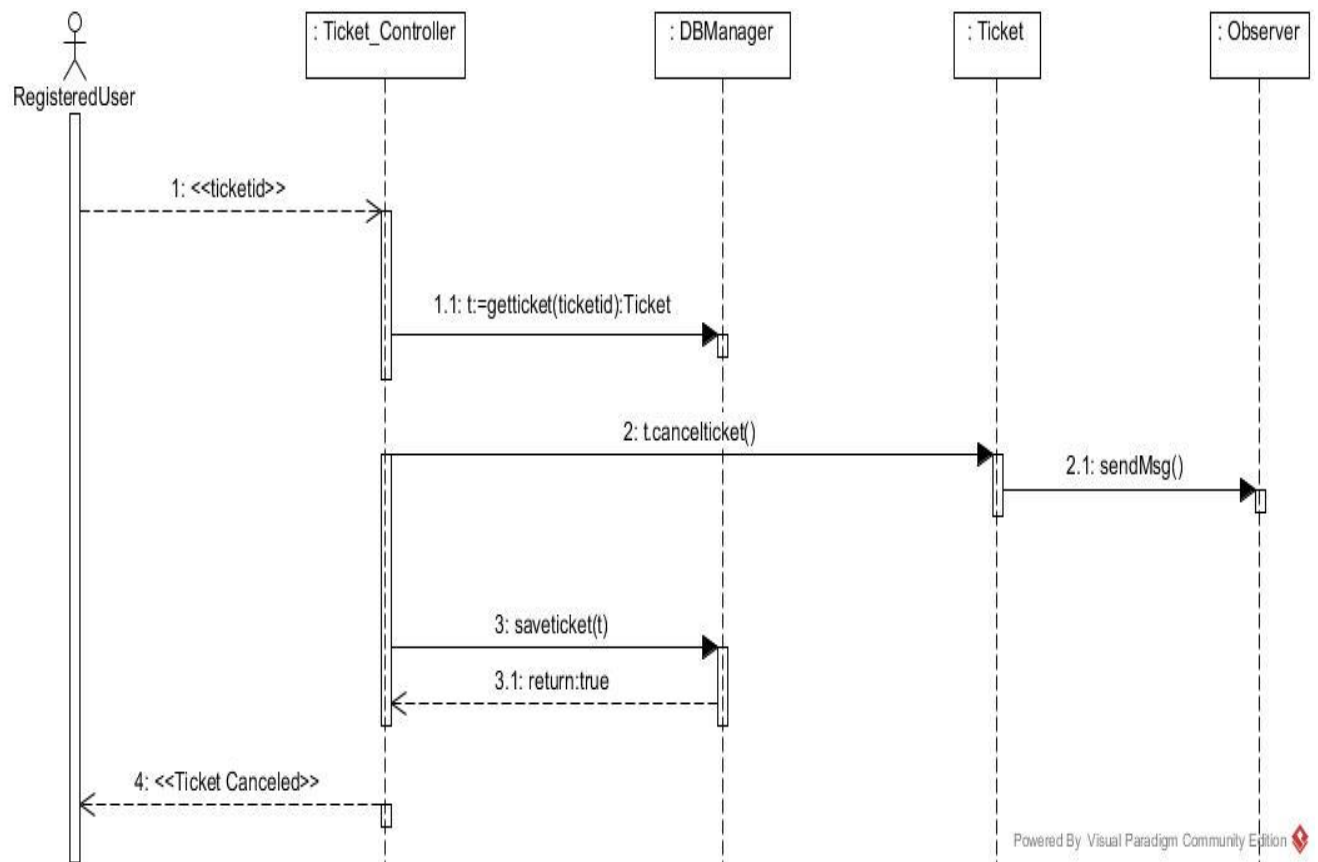 : Ticket_Controller
: DBManager
: Ticket
: Observer
RegisteredUser
1: <<ticketid>>
1.1: t:=getticket(ticketid):Ticket
2: t.cancelticket()
2.1: sendMsg()
3: saveticket(t)
3.1: return:true
4: <<Ticket Canceled>>
Powered By Visual Paradigm Community Edition